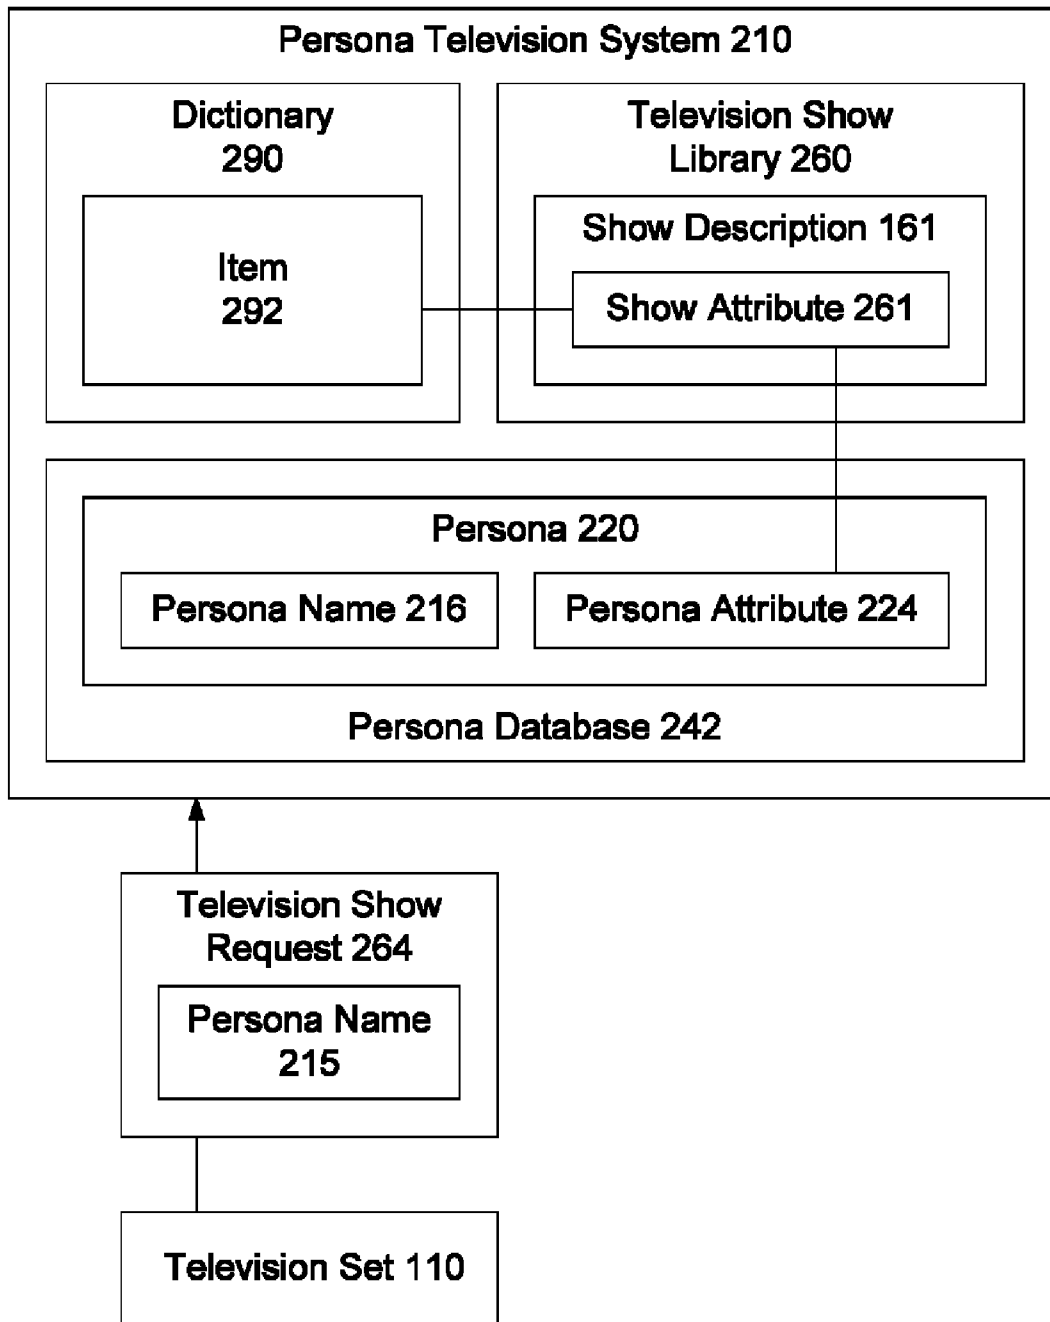 Persona Television System 210
Dictionary
290
Item
292
Television Show
Library 260
Show Description 161
Show Attribute 261
Persona 220
Persona Name 216
Persona Attribute 224
Persona Database 242
Television Show
Request 264
Persona Name
215
Television Set 110